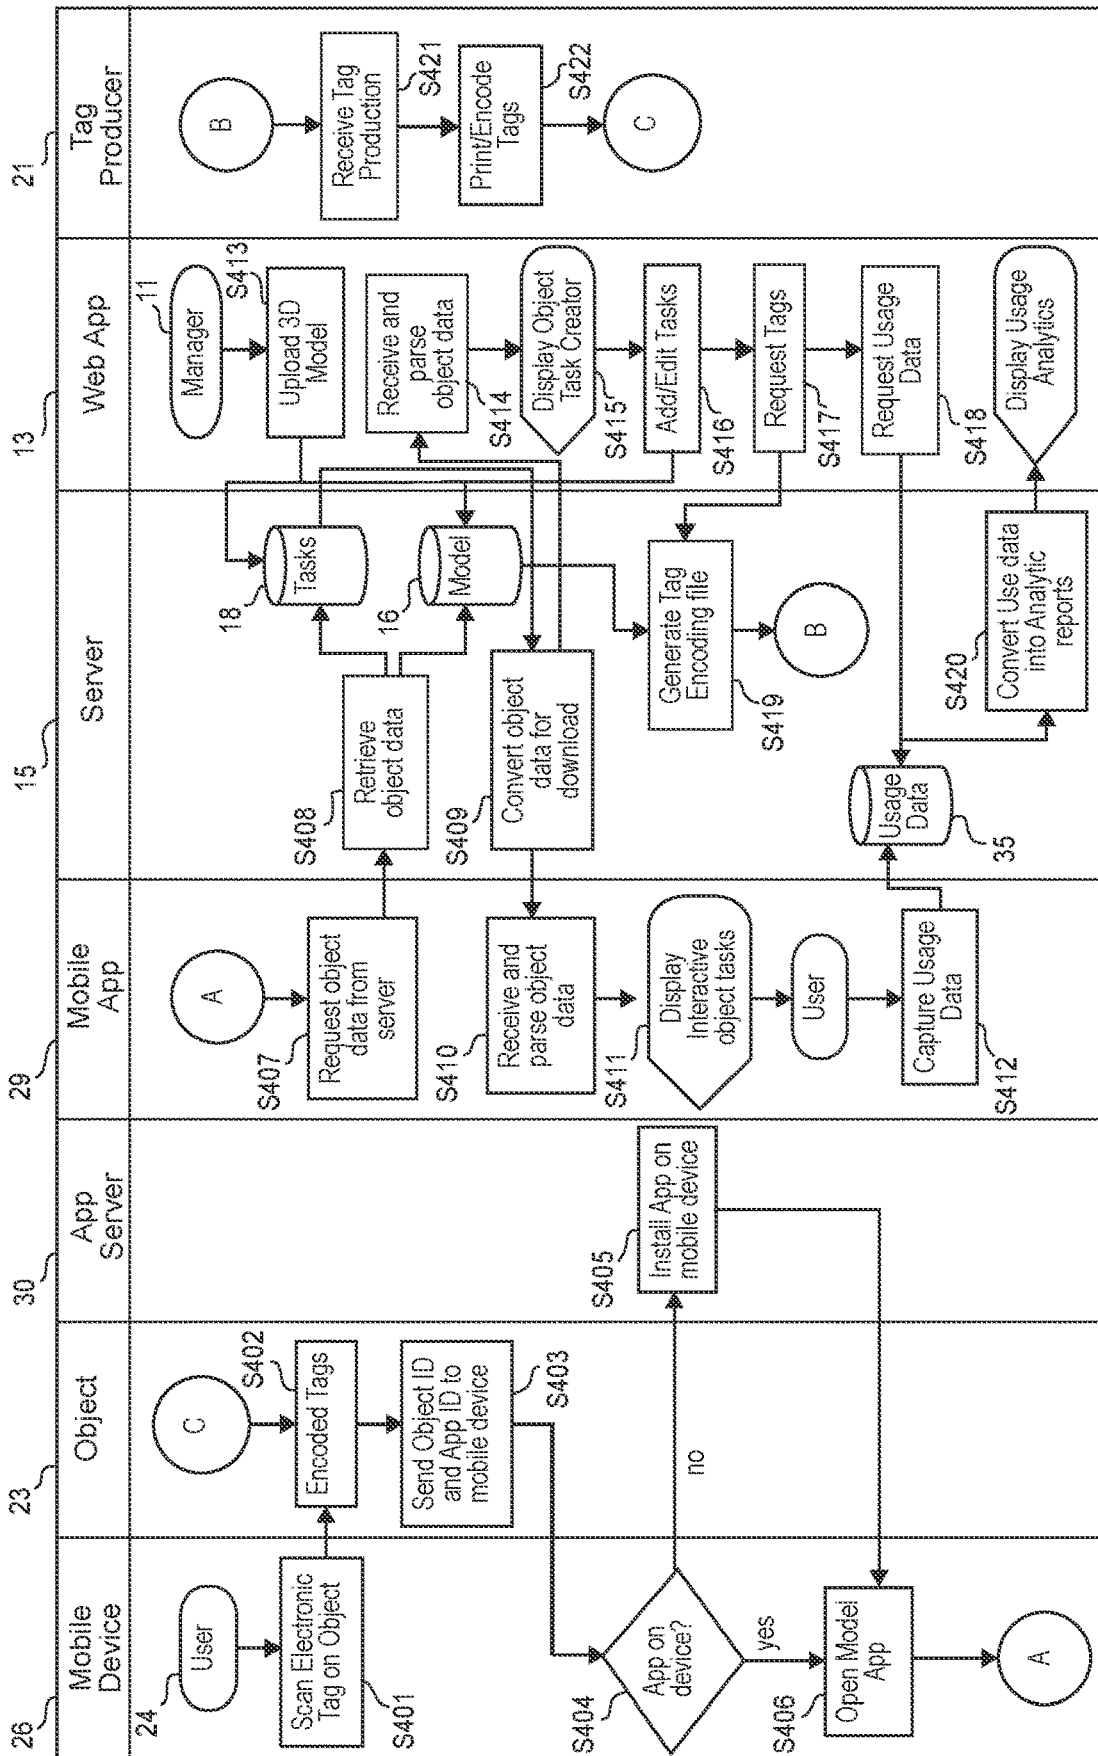 26
Mobile
Device
24
User
Scan Electronic
Tag on Object
S401
App on
device?
S404
yes
no
Open Model
App
S406
A
23
Object
C
S402
Encoded Tags
Send Object ID
and App ID to
mobile device
S403
30
App
Server
Install App on
mobile device
S405
29
Mobile
App
A
Request object
data from
server
S407
Receive and
parse object
data
S410
Display
Interactive
object tasks
S411
User
Capture Usage
Data
S412
15
Server
Tasks
18
Model
16
Retrieve
object data
S408
Convert object
data for
download
S409
Generate Tag
Encoding file
S419
B
Usage
Data
35
Convert Use data
into Analytic
reports
S420
13
Web App
11
Manager
S413
Upload 3D
Model
Receive and
parse
object data
S414
Display Object
Task Creator
S415
Add/Edit Tasks
S416
Request Tags
S417
Request Usage
Data
S418
Display Usage
Analytics
21
Tag
Producer
B
Receive Tag
Production
S421
Print/Encode
Tags
S422
C